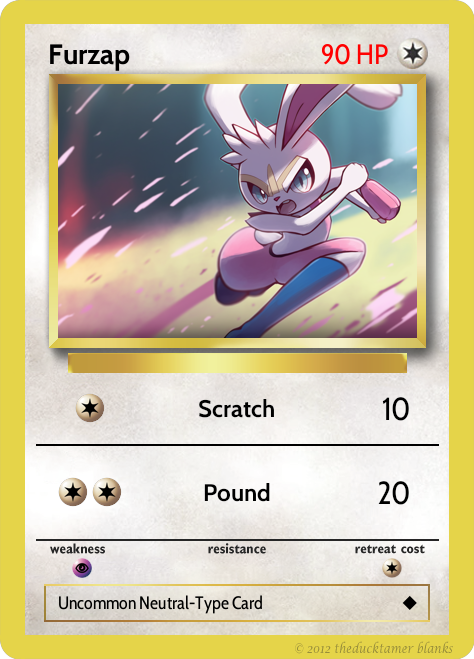 Furzap 90 HP
Scratch 10
Pound 20
weakness resistance retreat cost
Uncommon Neutral-Type Card
© 2012 theducktamer blanks